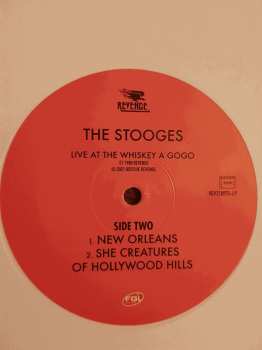 REVENGE
THE STOOGES
LIVE AT THE WHISKEY A GOGO
SIDE TWO
1. NEW ORLEANS
2. SHE CREATURES
OF HOLLYWOOD HILLS
FGL